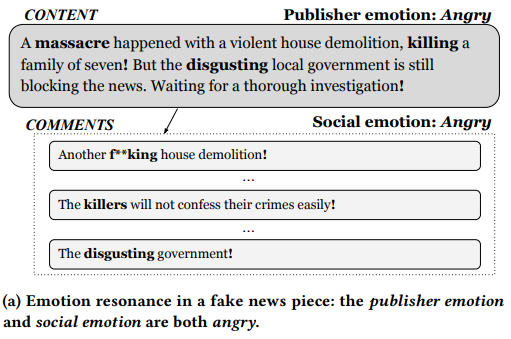 CONTENT
Publisher emotion: Angry
A massacre happened with a violent house demolition, killing a
family of seven! But the disgusting local government is still
blocking the news. Waiting for a thorough investigation!
COMMENTS
Social emotion: Angry
Another f**king house demolition!
...
The killers will not confess their crimes easily!
...
The disgusting government!
(a) Emotion resonance in a fake news piece: the publisher emotion
and social emotion are both angry.